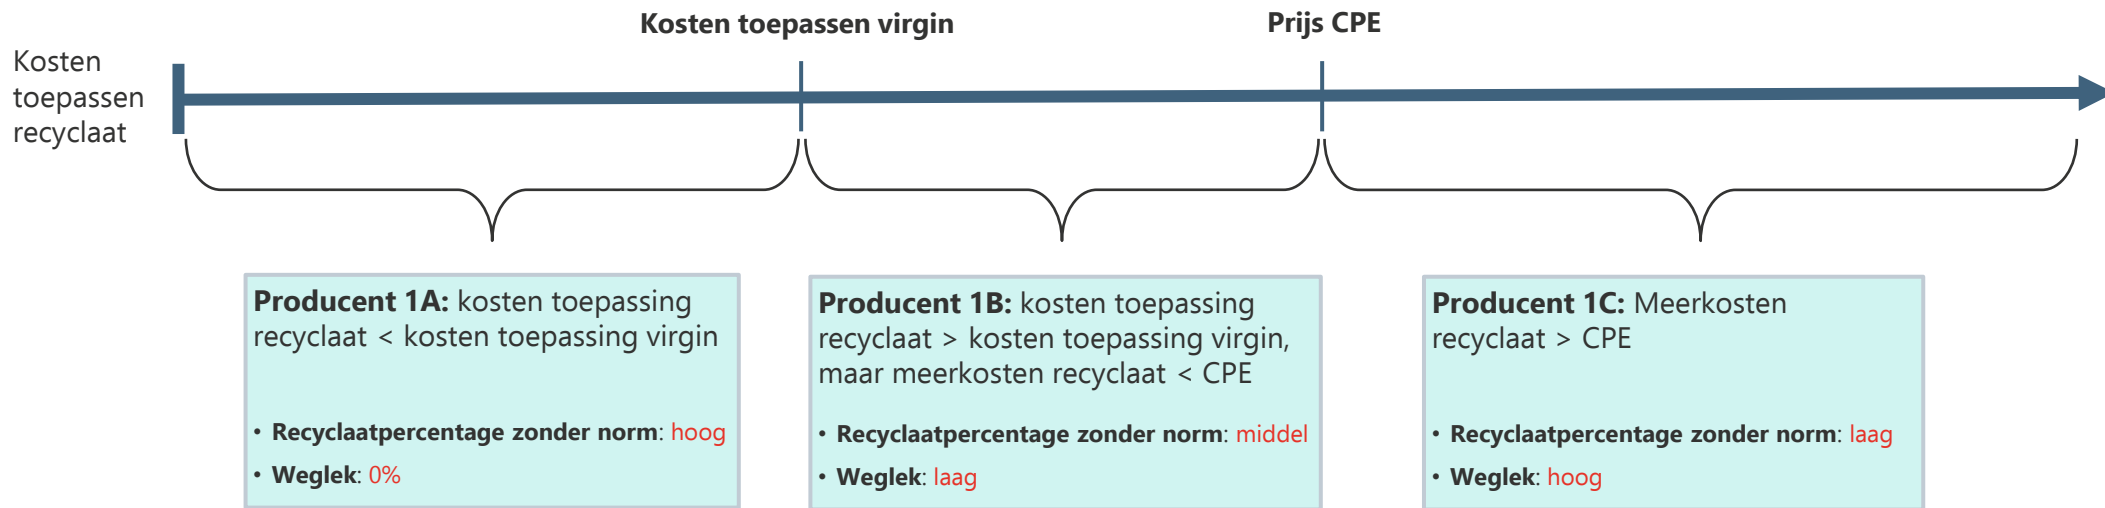 Kosten toepassen virgin
Prijs CPE
Kosten
toepassen
recyclaat
Producent 1A: kosten toepassing
recyclaat < kosten toepassing virgin
• Recyclaatpercentage zonder norm: hoog
• Weglek: 0%
Producent 1B: kosten toepassing
recyclaat > kosten toepassing virgin,
maar meerkosten recyclaat < CPE
• Recyclaatpercentage zonder norm: middel
• Weglek: laag
Producent 1C: Meerkosten
recyclaat > CPE
• Recyclaatpercentage zonder norm: laag
• Weglek: hoog